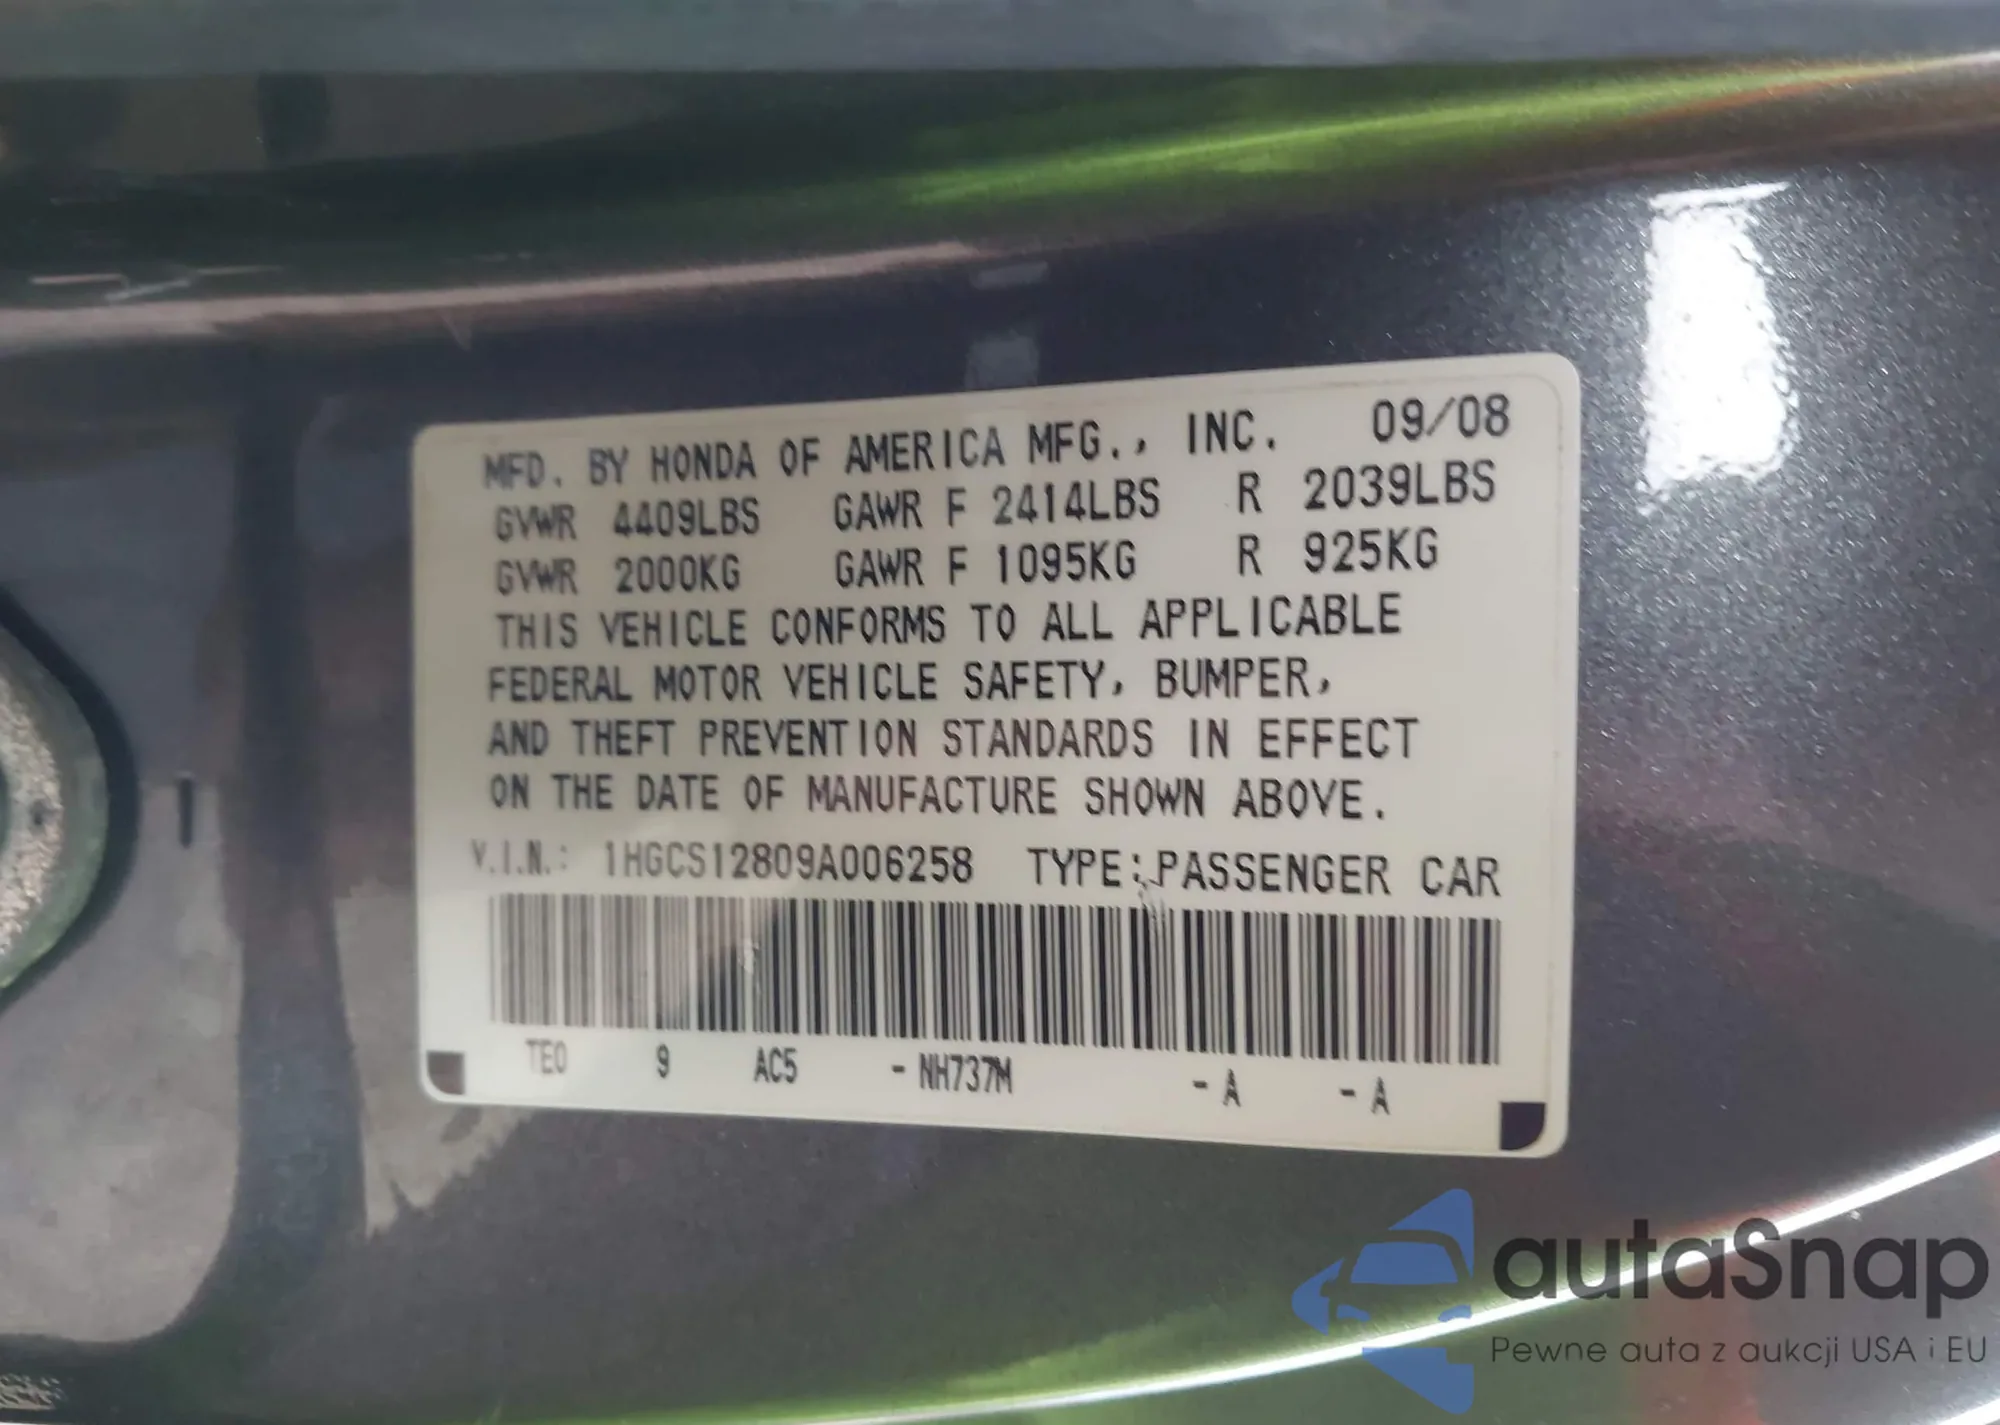 MFD. BY HONDA OF AMERICA MFG., INC. 09/08
GVWR 4409LBS GAWR F 2414LBS R 2039LBS
GVWR 2000KG GAWR F 1095KG R 925KG
THIS VEHICLE CONFORMS TO ALL APPLICABLE
FEDERAL MOTOR VEHICLE SAFETY, BUMPER,
AND THEFT PREVENTION STANDARDS IN EFFECT
ON THE DATE OF MANUFACTURE SHOWN ABOVE.
V.I.N.: 1HGCS12809A006258 TYPE: PASSENGER CAR
TE0 9 AC5 -NH737M -A -A
autaSnap
Pewne auta z aukcji USA i EU